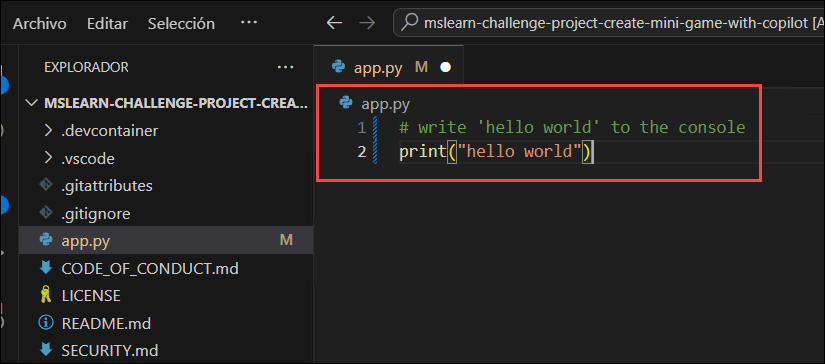 Archivo Editar Selección ··· mslearn-challenge-project-create-mini-game-with-copilot [A
EXPLORADOR ···
MSLEARN-CHALLENGE-PROJECT-CREA...
.devcontainer
.vscode
.gitattributes
.gitignore
app.py M
CODE_OF_CONDUCT.md
LICENSE
README.md
SECURITY.md
app.py M
app.py
1 # write 'hello world' to the console
2 print("hello world")